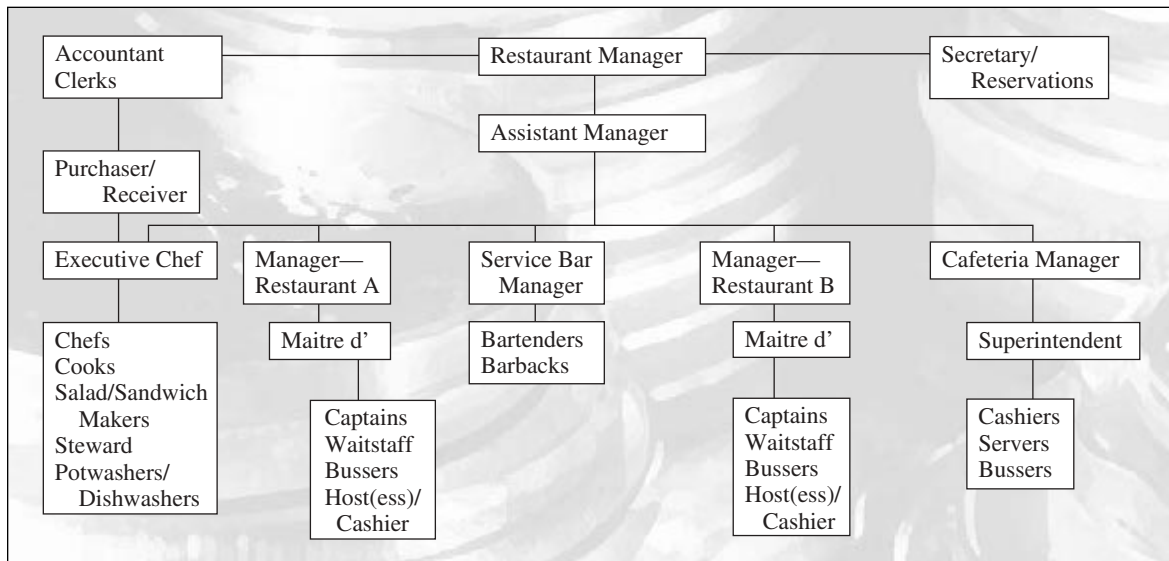 Accountant
Clerks
Restaurant Manager
Secretary/
Reservations
Assistant Manager
Purchaser/
Receiver
Executive Chef
Manager—
Restaurant A
Service Bar
Manager
Manager—
Restaurant B
Cafeteria Manager
Chefs
Cooks
Salad/Sandwich
Makers
Steward
Potwashers/
Dishwashers
Maitre d'
Captains
Waitstaff
Bussers
Host(ess)/
Cashier
Bartenders
Barbacks
Maitre d'
Captains
Waitstaff
Bussers
Host(ess)/
Cashier
Superintendent
Cashiers
Servers
Bussers